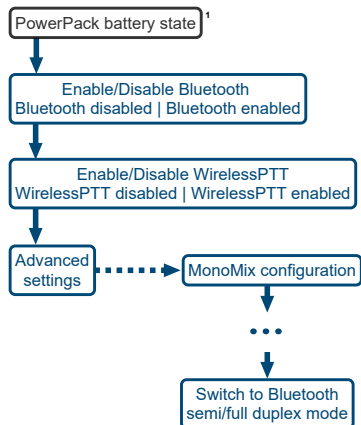 PowerPack battery state ¹
Enable/Disable Bluetooth
Bluetooth disabled | Bluetooth enabled
Enable/Disable WirelessPTT
WirelessPTT disabled | WirelessPTT enabled
Advanced
settings
MonoMix configuration
Switch to Bluetooth
semi/full duplex mode